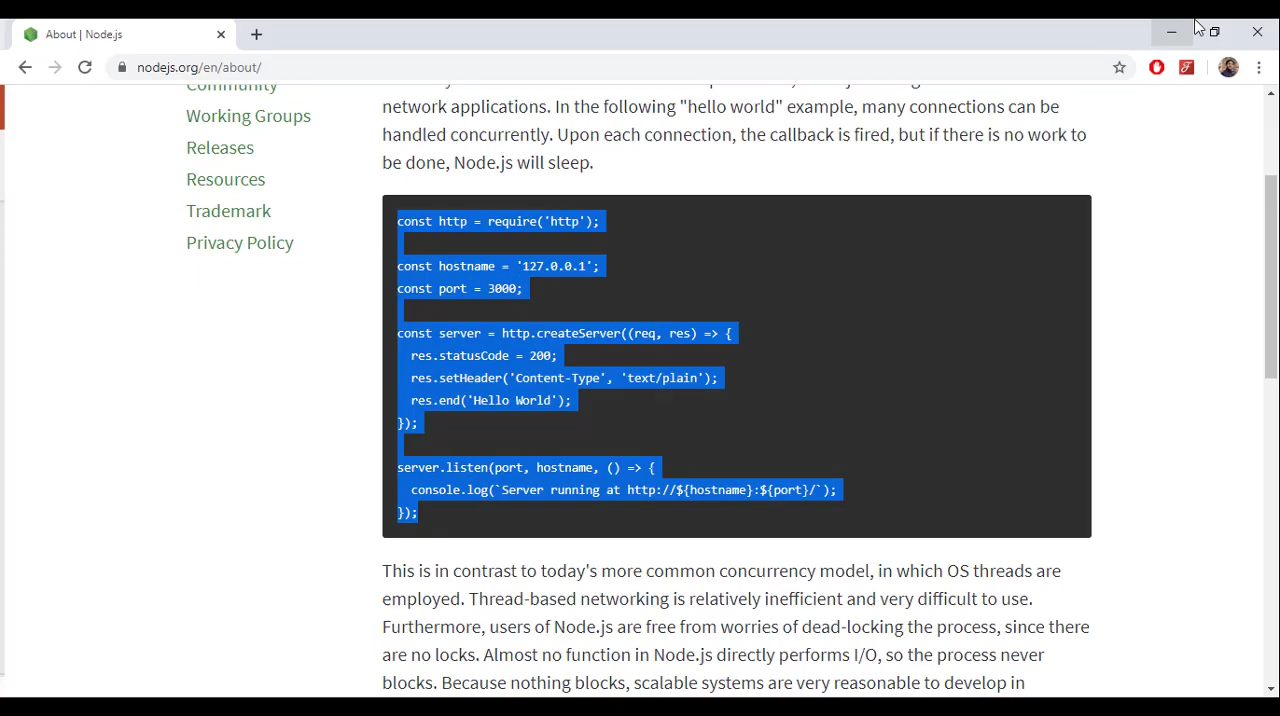 About | Node.js
nodejs.org/en/about/
Community
Working Groups
Releases
Resources
Trademark
Privacy Policy
network applications. In the following "hello world" example, many connections can be
handled concurrently. Upon each connection, the callback is fired, but if there is no work to
be done, Node.js will sleep.
const http = require('http');
const hostname = '127.0.0.1';
const port = 3000;
const server = http.createServer((req, res) => {
  res.statusCode = 200;
  res.setHeader('Content-Type', 'text/plain');
  res.end('Hello World');
});
server.listen(port, hostname, () => {
  console.log(`Server running at http://${hostname}:${port}/`);
});
This is in contrast to today's more common concurrency model, in which OS threads are
employed. Thread-based networking is relatively inefficient and very difficult to use.
Furthermore, users of Node.js are free from worries of dead-locking the process, since there
are no locks. Almost no function in Node.js directly performs I/O, so the process never
blocks. Because nothing blocks, scalable systems are very reasonable to develop in